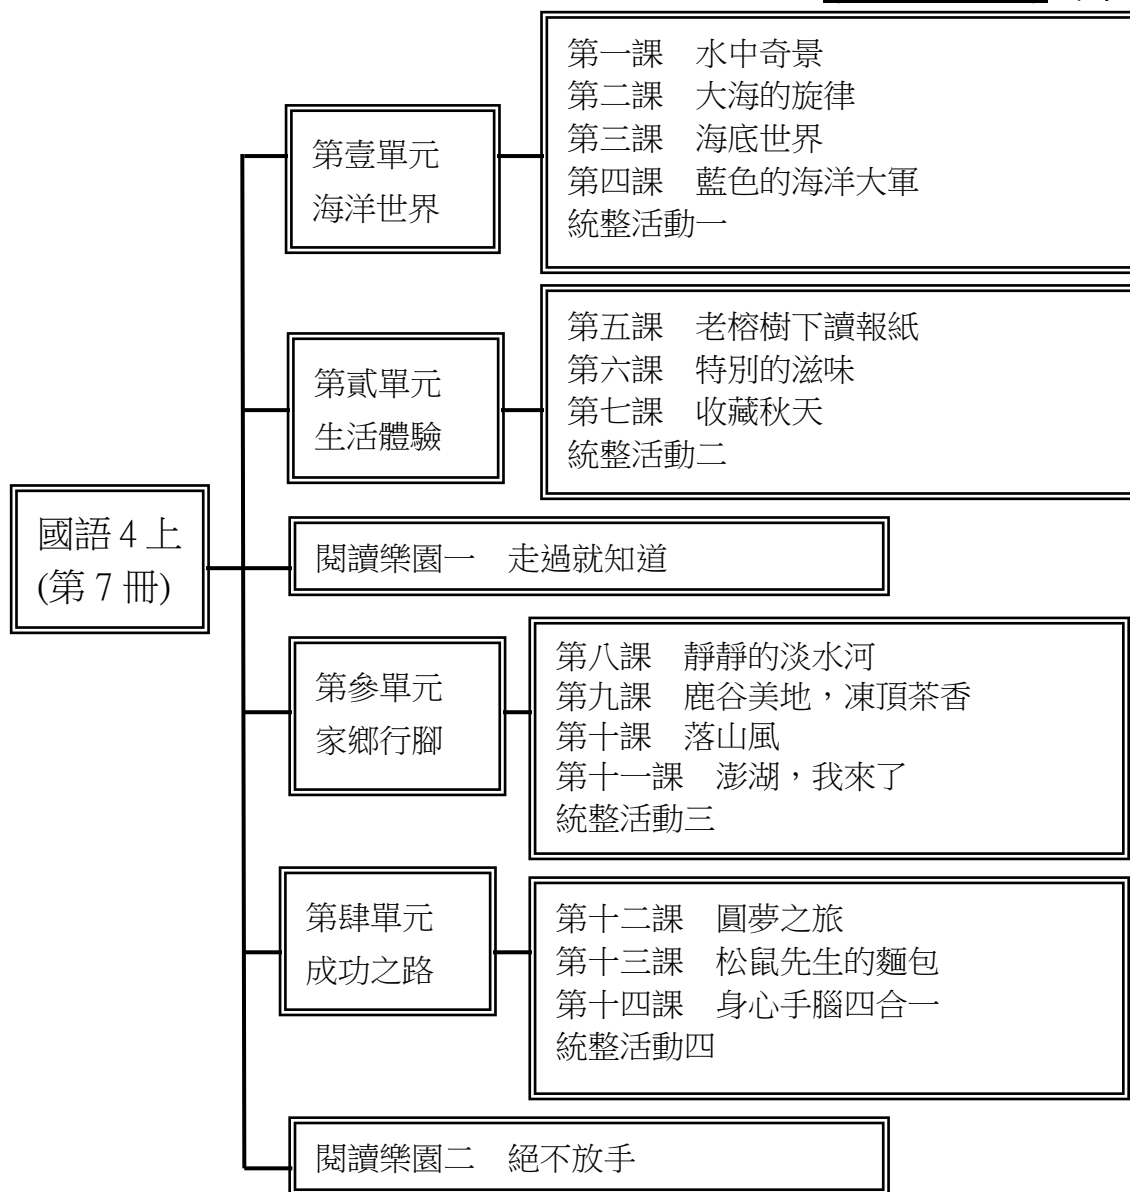 國語 4 上
(第 7 冊)
第壹單元
海洋世界
第一課　水中奇景
第二課　大海的旋律
第三課　海底世界
第四課　藍色的海洋大軍
統整活動一
第貳單元
生活體驗
第五課　老榕樹下讀報紙
第六課　特別的滋味
第七課　收藏秋天
統整活動二
閱讀樂園一　走過就知道
第參單元
家鄉行腳
第八課　靜靜的淡水河
第九課　鹿谷美地，凍頂茶香
第十課　落山風
第十一課　澎湖，我來了
統整活動三
第肆單元
成功之路
第十二課　圓夢之旅
第十三課　松鼠先生的麵包
第十四課　身心手腦四合一
統整活動四
閱讀樂園二　絕不放手